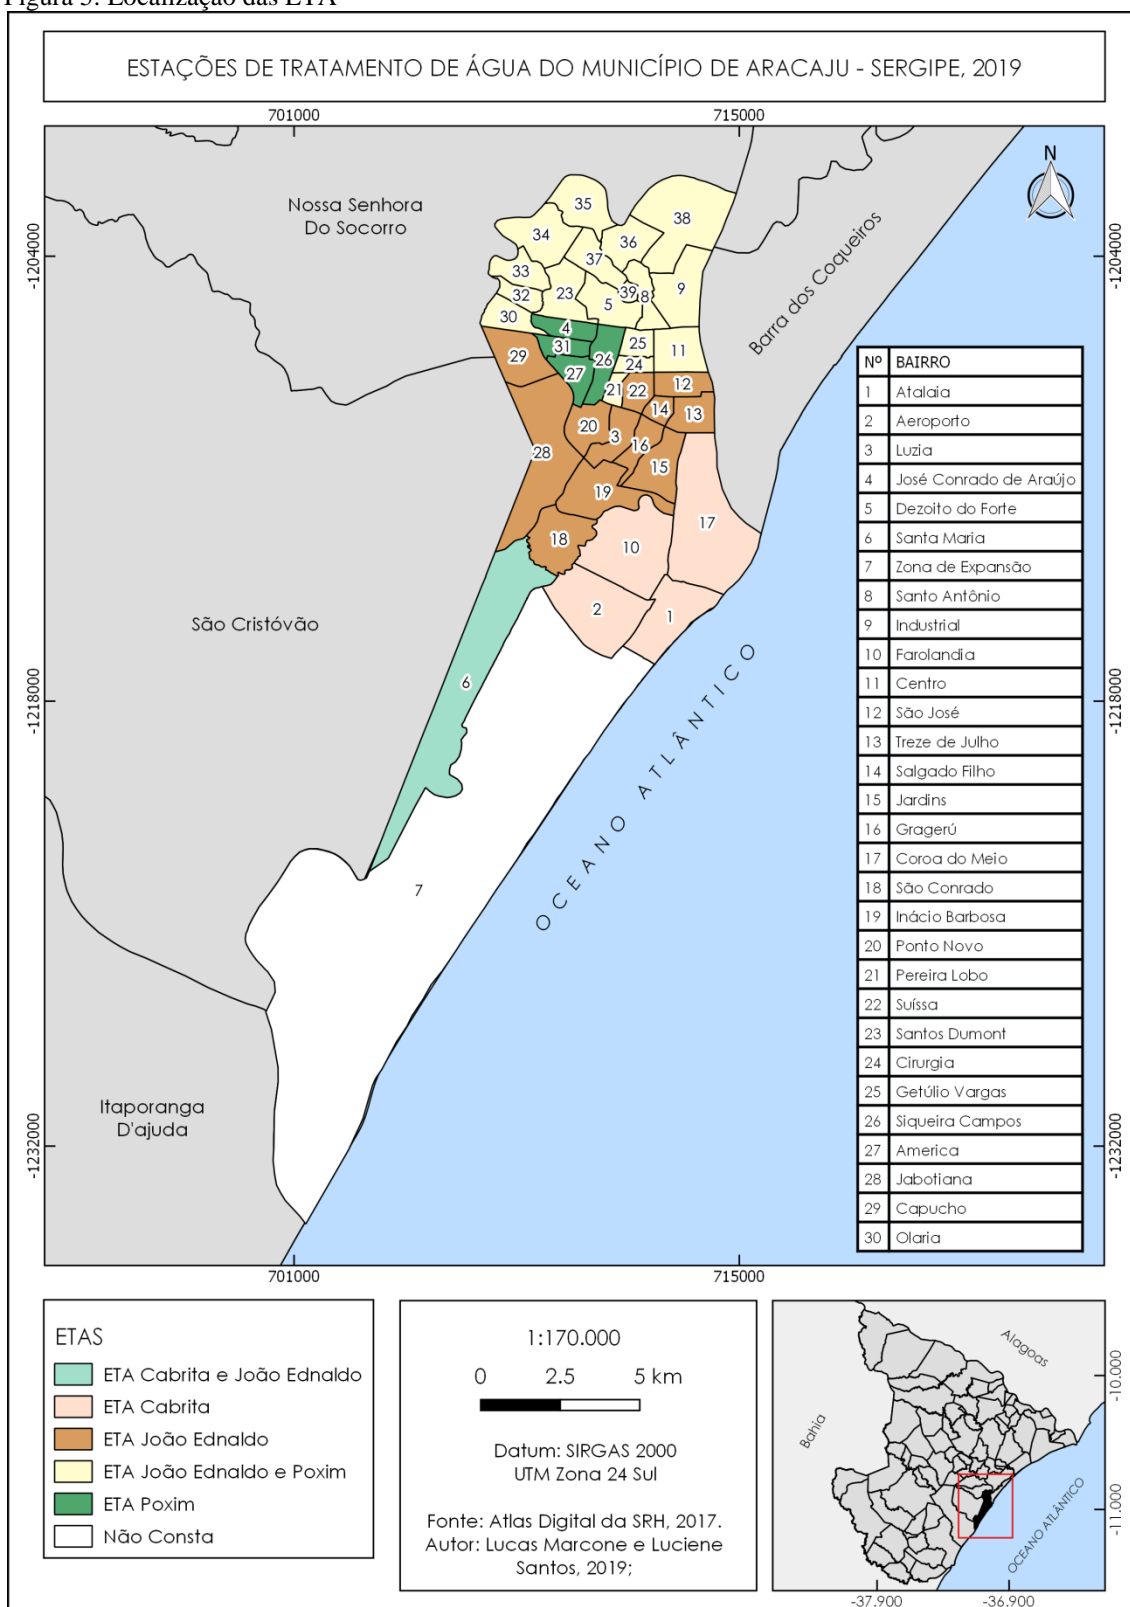 Figura 3: Localização das ETA
ESTAÇÕES DE TRATAMENTO DE ÁGUA DO MUNICÍPIO DE ARACAJU - SERGIPE, 2019
701000
715000
N
-1204000
-1204000
Nossa Senhora
Do Socorro
Barra dos Coqueiros
35
38
34
36
37
33
39
9
32
23
8
5
30
4
25
11
31
26
29
24
27
12
21
22
14
13
20
3
28
16
15
19
17
18
10
2
1
São Cristóvão
6
-1218000
-1218000
OCEANO ATLÂNTICO
7
Itaporanga
D'ajuda
-1232000
-1232000
701000
715000
Nº BAIRRO
1 Atalaia
2 Aeroporto
3 Luzia
4 José Conrado de Araújo
5 Dezoito do Forte
6 Santa Maria
7 Zona de Expansão
8 Santo Antônio
9 Industrial
10 Farolandia
11 Centro
12 São José
13 Treze de Julho
14 Salgado Filho
15 Jardins
16 Gragerú
17 Coroa do Meio
18 São Conrado
19 Inácio Barbosa
20 Ponto Novo
21 Pereira Lobo
22 Suíssa
23 Santos Dumont
24 Cirurgia
25 Getúlio Vargas
26 Siqueira Campos
27 America
28 Jabotiana
29 Capucho
30 Olaria
ETAS
ETA Cabrita e João Ednaldo
ETA Cabrita
ETA João Ednaldo
ETA João Ednaldo e Poxim
ETA Poxim
Não Consta
1:170.000
0 2.5 5 km
Datum: SIRGAS 2000
UTM Zona 24 Sul
Fonte: Atlas Digital da SRH, 2017.
Autor: Lucas Marcone e Luciene
Santos, 2019;
Alagoas
Bahia
OCEANO ATLÂNTICO
-10.000
-11.000
-37.900
-36.900